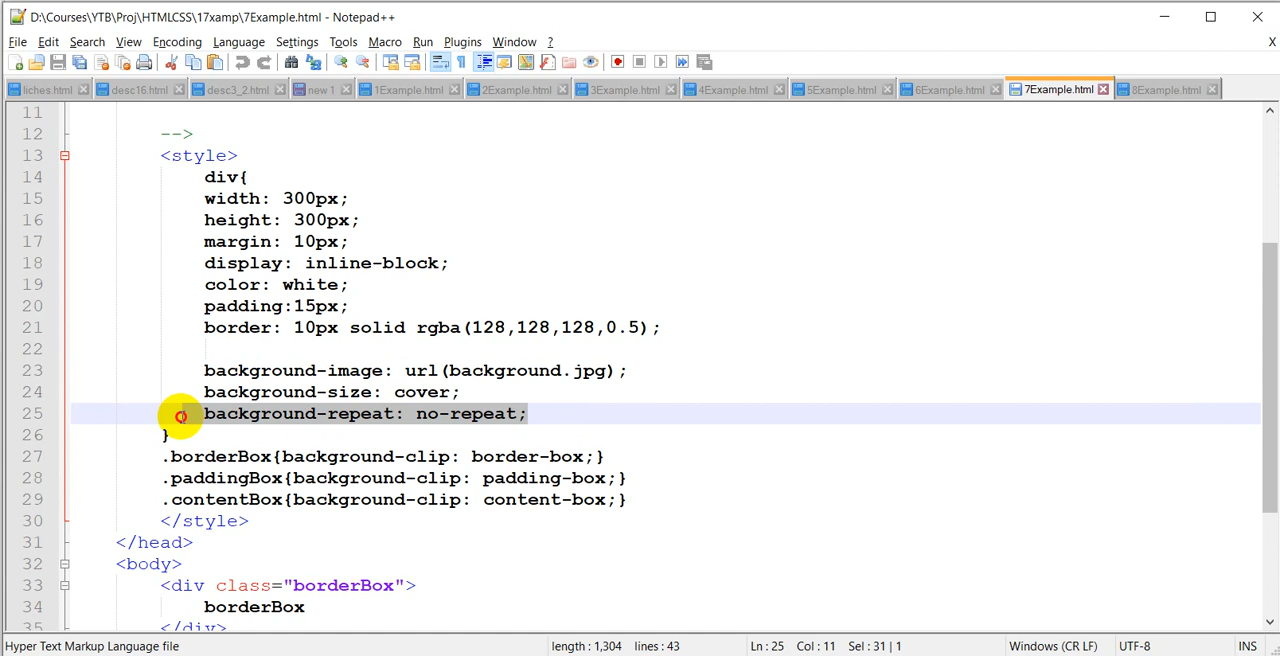 D:\Courses\YTB\Proj\HTMLCSS\17xamp\7Example.html - Notepad++
File Edit Search View Encoding Language Settings Tools Macro Run Plugins Window ?
X
liches.html desc16.html desc3_2.html new 1 1Example.html 2Example.html 3Example.html 4Example.html 5Example.html 6Example.html 7Example.html 8Example.html
11
12 -->
13 <style>
14 div{
15 width: 300px;
16 height: 300px;
17 margin: 10px;
18 display: inline-block;
19 color: white;
20 padding:15px;
21 border: 10px solid rgba(128,128,128,0.5);
22
23 background-image: url(background.jpg);
24 background-size: cover;
25 background-repeat: no-repeat;
26 }
27 .borderBox{background-clip: border-box;}
28 .paddingBox{background-clip: padding-box;}
29 .contentBox{background-clip: content-box;}
30 </style>
31 </head>
32 <body>
33 <div class="borderBox">
34 borderBox
35 </div>
Hyper Text Markup Language file length : 1,304 lines : 43 Ln : 25 Col : 11 Sel : 31 | 1 Windows (CR LF) UTF-8 INS